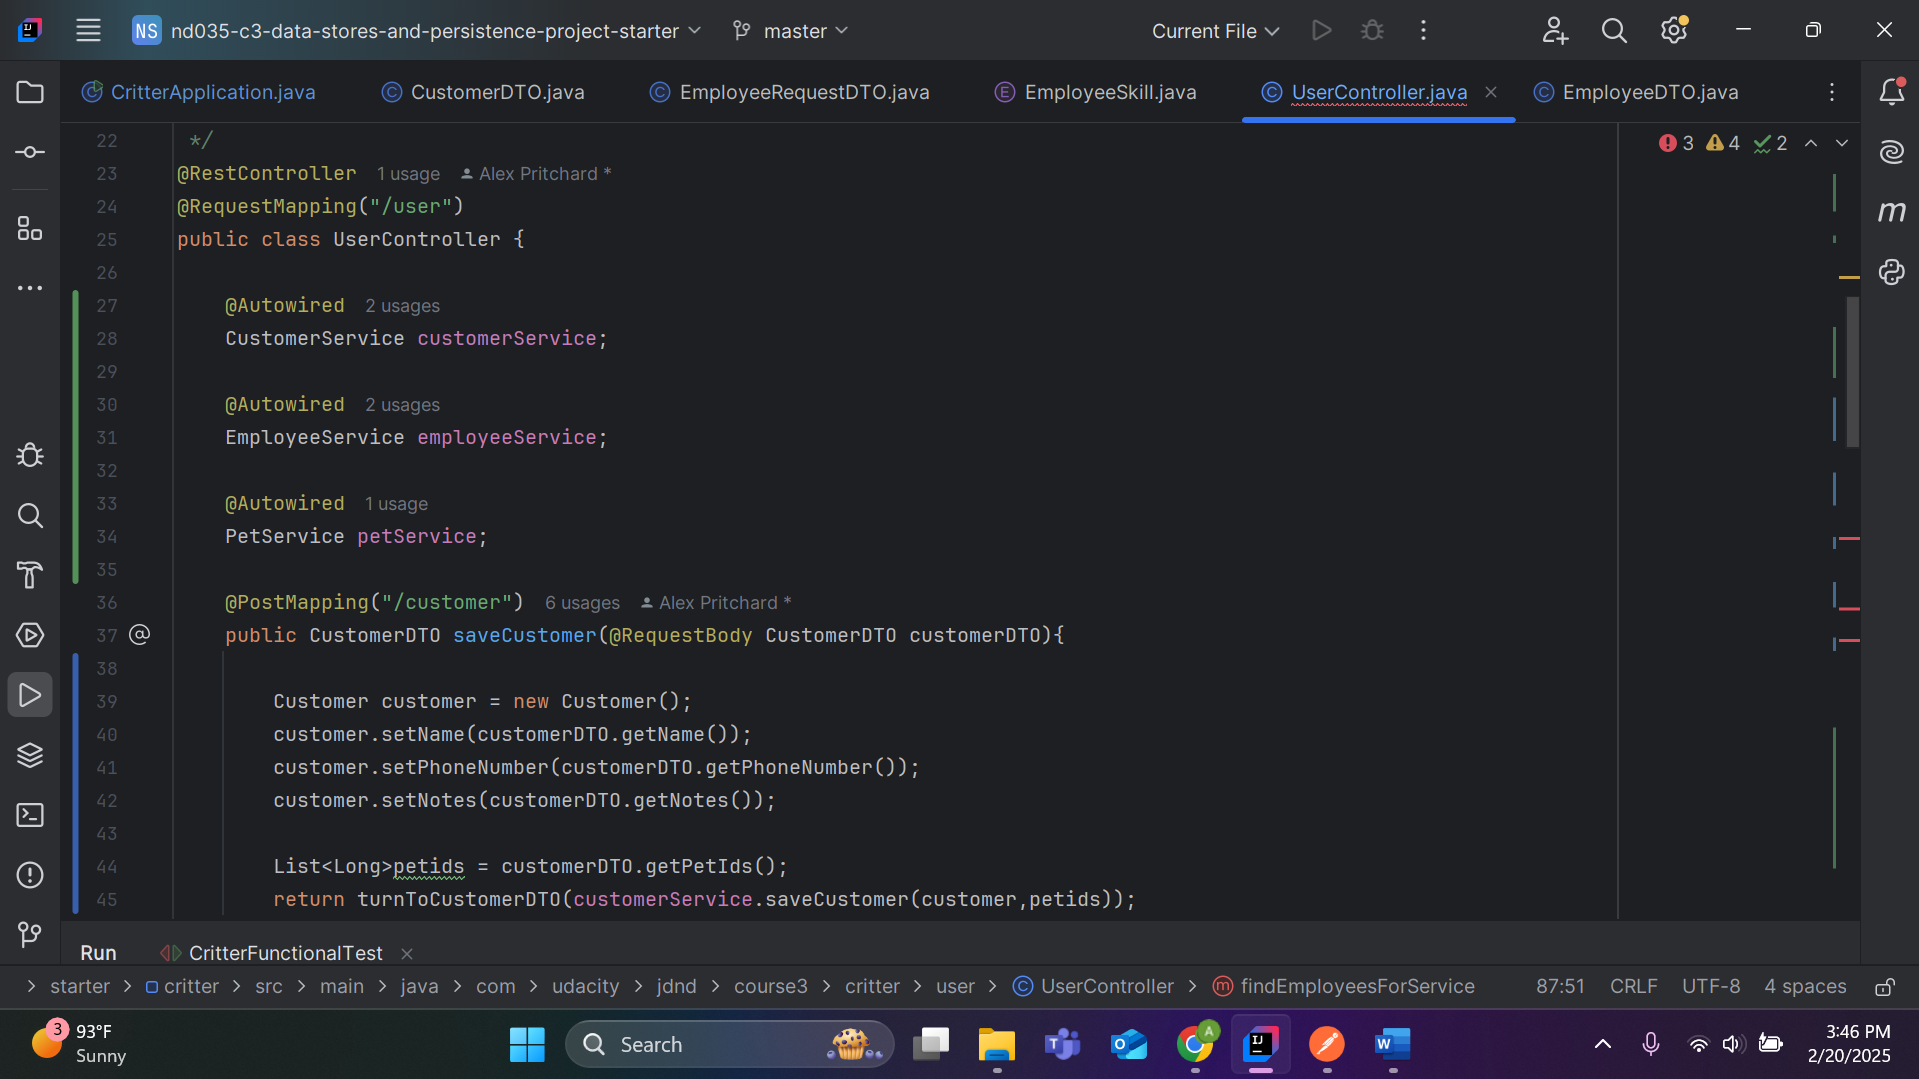 NS nd035-c3-data-stores-and-persistence-project-starter master Current File
CritterApplication.java CustomerDTO.java EmployeeRequestDTO.java EmployeeSkill.java UserController.java EmployeeDTO.java
22 */ 3 4 2
23 @RestController 1 usage Alex Pritchard *
24 @RequestMapping("/user")
25 public class UserController {
26
27 @Autowired 2 usages
28 CustomerService customerService;
29
30 @Autowired 2 usages
31 EmployeeService employeeService;
32
33 @Autowired 1 usage
34 PetService petService;
35
36 @PostMapping("/customer") 6 usages Alex Pritchard *
37 public CustomerDTO saveCustomer(@RequestBody CustomerDTO customerDTO){
38
39 Customer customer = new Customer();
40 customer.setName(customerDTO.getName());
41 customer.setPhoneNumber(customerDTO.getPhoneNumber());
42 customer.setNotes(customerDTO.getNotes());
43
44 List<Long>petids = customerDTO.getPetIds();
45 return turnToCustomerDTO(customerService.saveCustomer(customer,petids));
Run CritterFunctionalTest
> starter > critter > src > main > java > com > udacity > jdnd > course3 > critter > user > UserController > findEmployeesForService 87:51 CRLF UTF-8 4 spaces
3 93°F
Sunny
Search
3:46 PM
2/20/2025